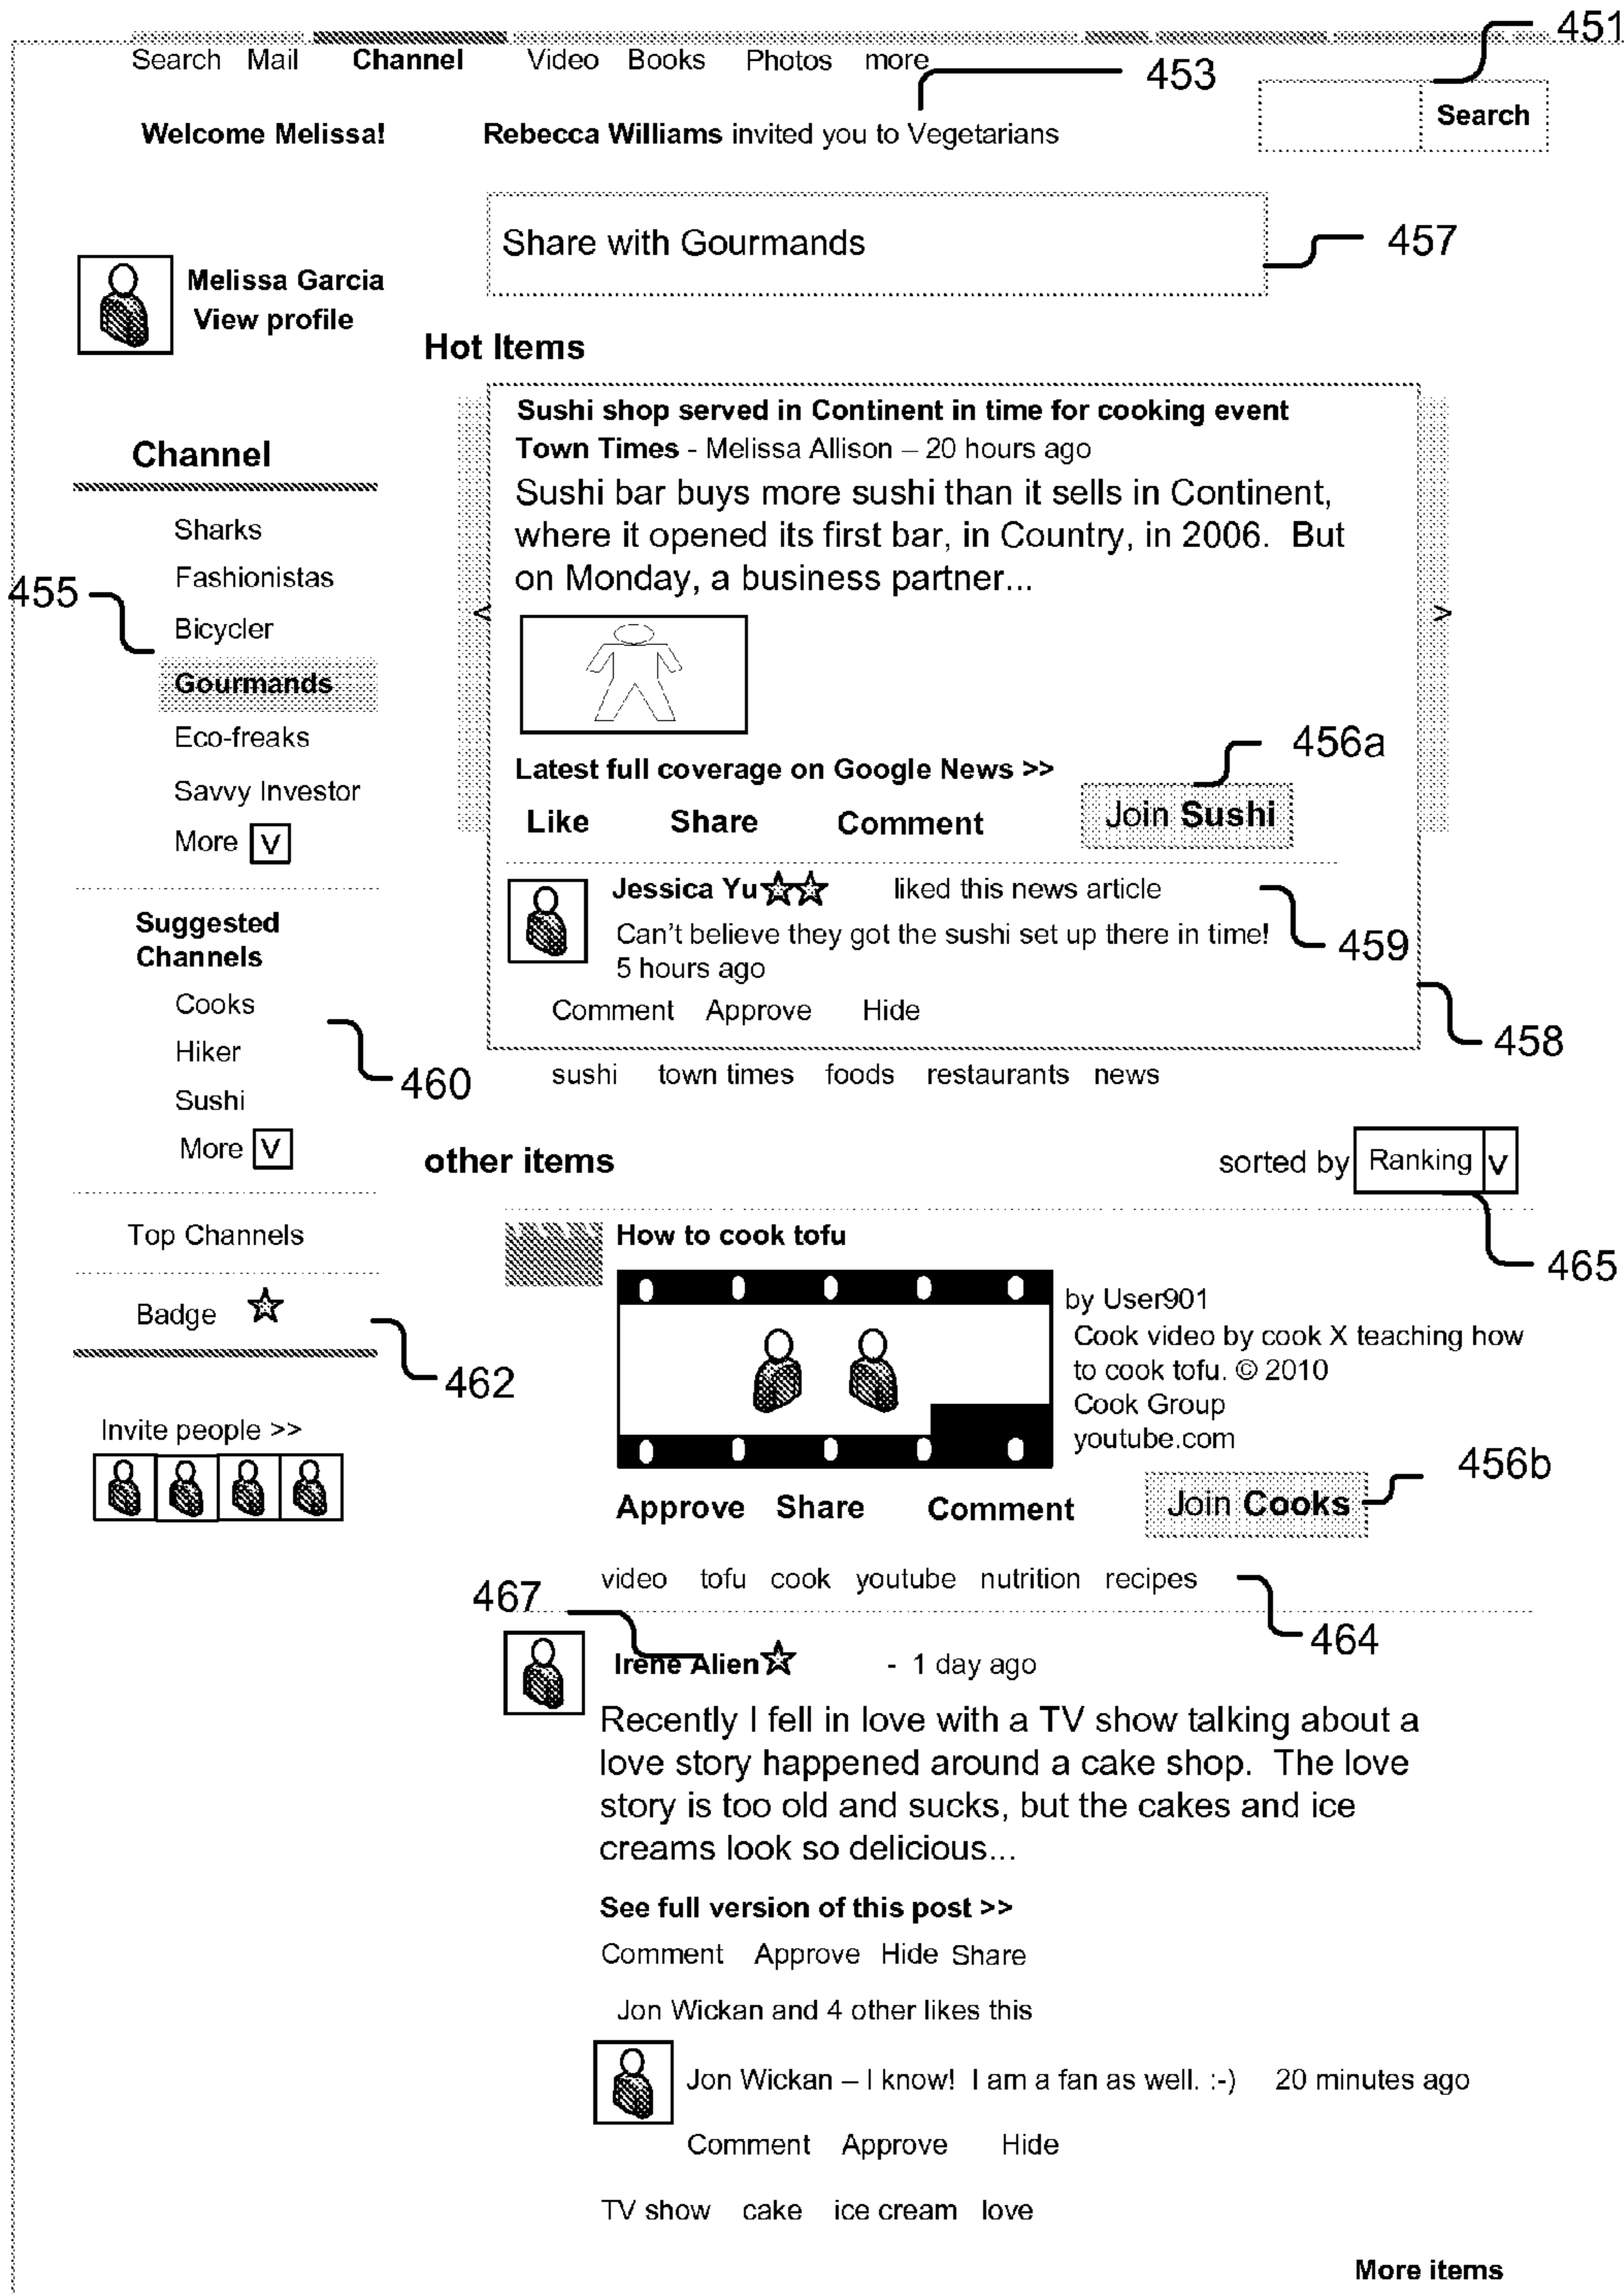 451
Search Mail Channel Video Books Photos more
453
Welcome Melissa! Rebecca Williams invited you to Vegetarians
Search
Share with Gourmands
457
Melissa Garcia
View profile
Hot Items
Channel
Sharks
Fashionistas
455
Bicycler
Gourmands
Eco-freaks
Savvy Investor
More V
Suggested
Channels
Cooks
Hiker
460
Sushi
More V
Top Channels
Badge
462
Invite people >>
Sushi shop served in Continent in time for cooking event
Town Times - Melissa Allison – 20 hours ago
Sushi bar buys more sushi than it sells in Continent,
where it opened its first bar, in Country, in 2006. But
on Monday, a business partner...
< >
456a
Latest full coverage on Google News >>
Like Share Comment Join Sushi
Jessica Yu liked this news article
Can't believe they got the sushi set up there in time!
459
5 hours ago
Comment Approve Hide
458
sushi town times foods restaurants news
other items sorted by Ranking V
465
How to cook tofu
by User901
Cook video by cook X teaching how
to cook tofu. © 2010
Cook Group
youtube.com
456b
Approve Share Comment Join Cooks
video tofu cook youtube nutrition recipes
467
464
Irene Alien - 1 day ago
Recently I fell in love with a TV show talking about a
love story happened around a cake shop. The love
story is too old and sucks, but the cakes and ice
creams look so delicious...
See full version of this post >>
Comment Approve Hide Share
Jon Wickan and 4 other likes this
Jon Wickan – I know! I am a fan as well. :-) 20 minutes ago
Comment Approve Hide
TV show cake ice cream love
More items